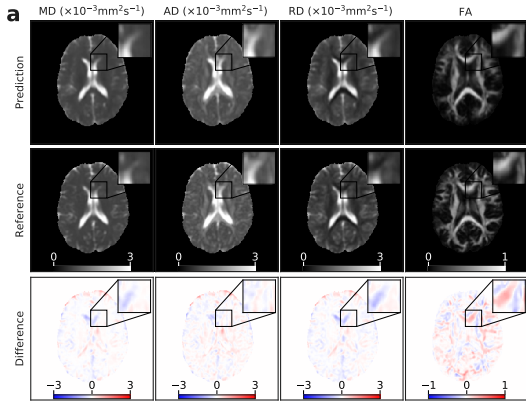 a
MD (×10⁻³mm²s⁻¹) AD (×10⁻³mm²s⁻¹) RD (×10⁻³mm²s⁻¹) FA
Prediction
Reference
0 3 0 3 0 3 0 1
Difference
−3 0 3 −3 0 3 −3 0 3 −1 0 1